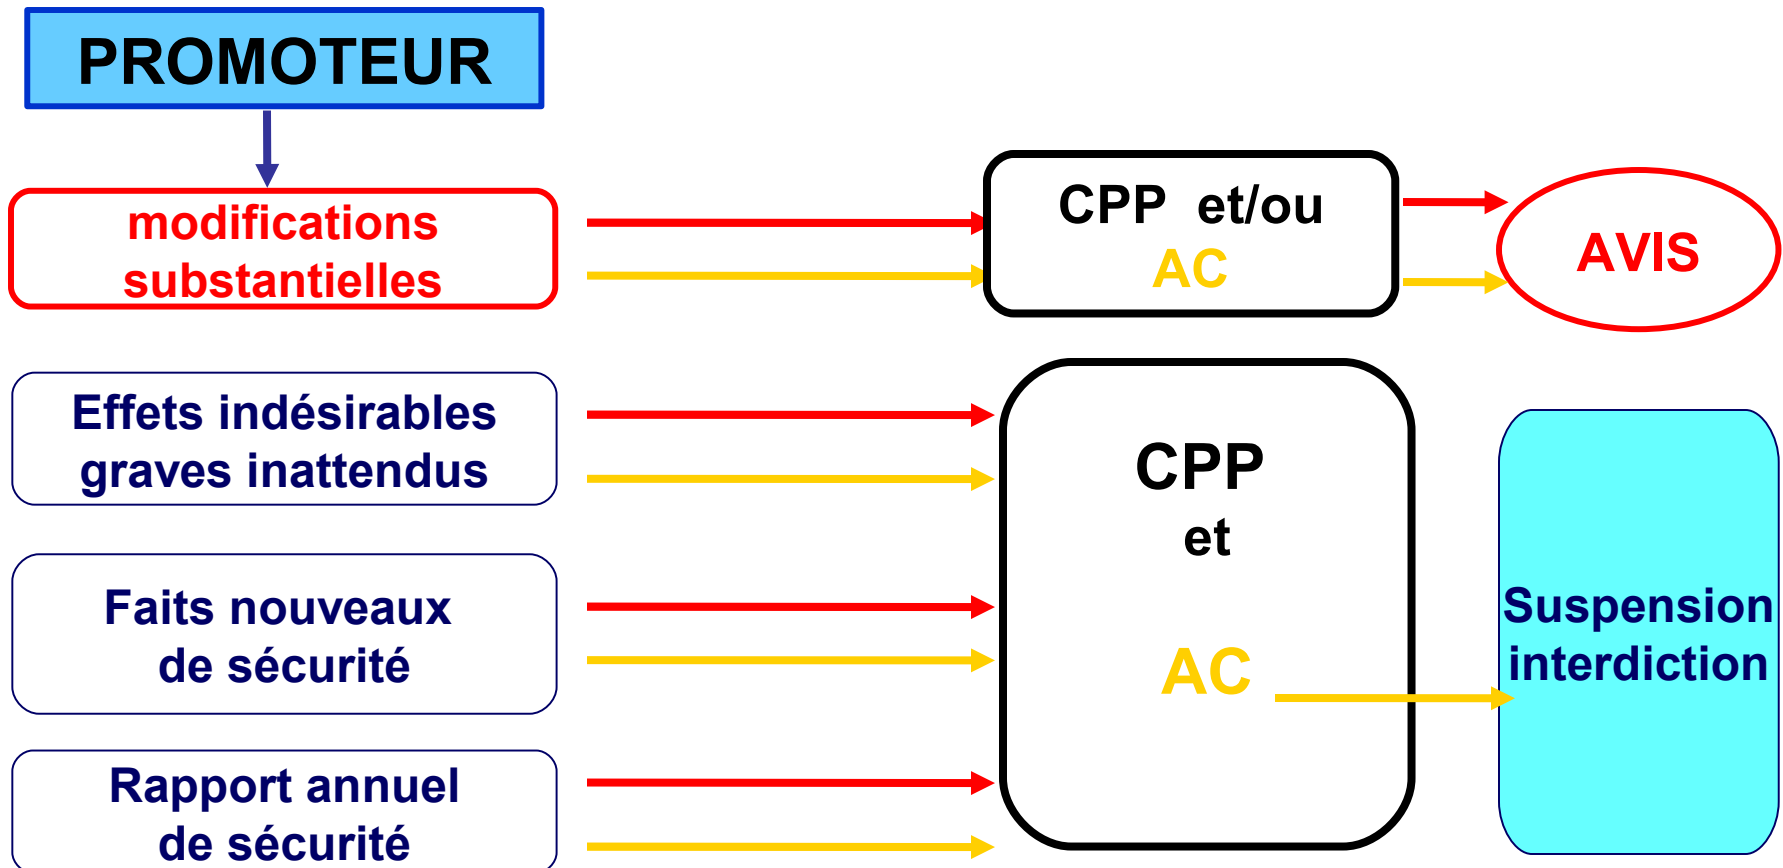 PROMOTEUR
modifications
substantielles
CPP et/ou
AC
AVIS
Effets indésirables
graves inattendus
Faits nouveaux
de sécurité
Rapport annuel
de sécurité
CPP
et
AC
Suspension
interdiction